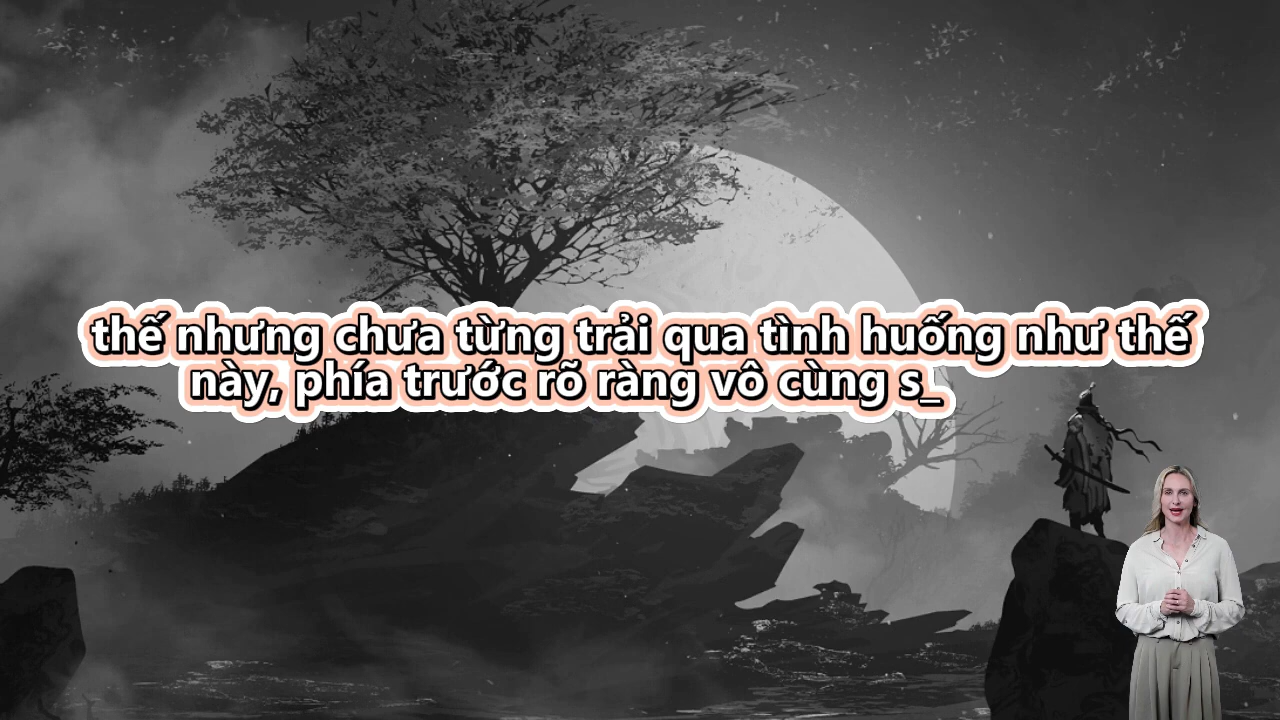 thế nhưng chưa từng trải qua tình huống như thế
này, phía trước rõ ràng vô cùng s_